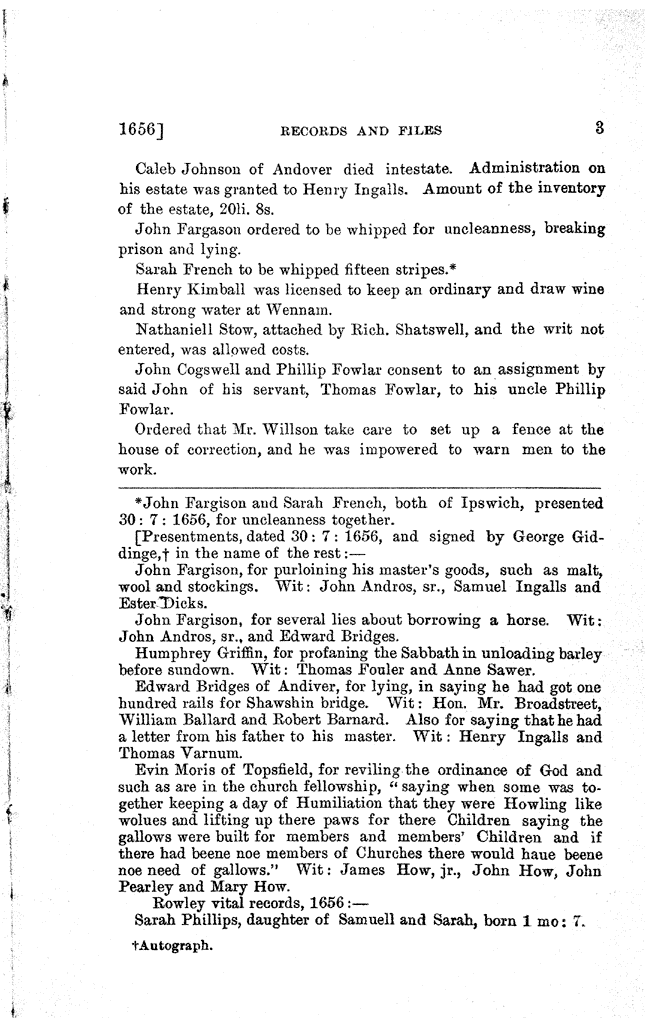 1656] RECORDS AND FILES 3
Caleb Johnson of Andover died intestate. Administration on
his estate was granted to Henry Ingalls. Amount of the inventory
of the estate, 20li. 8s.
John Fargason ordered to be whipped for uncleanness, breaking
prison and lying.
Sarah French to be whipped fifteen stripes.*
Henry Kimball was licensed to keep an ordinary and draw wine
and strong water at Wennam.
Nathaniell Stow, attached by Rich. Shatswell, and the writ not
entered, was allowed costs.
John Cogswell and Phillip Fowlar consent to an assignment by
said John of his servant, Thomas Fowlar, to his uncle Phillip
Fowlar.
Ordered that Mr. Willson take care to set up a fence at the
house of correction, and he was impowered to warn men to the
work.
*John Fargison and Sarah French, both of Ipswich, presented
30 : 7 : 1656, for uncleanness together.
[Presentments, dated 30 : 7 : 1656, and signed by George Gid-
dinge,† in the name of the rest :—
John Fargison, for purloining his master's goods, such as malt,
wool and stockings. Wit : John Andros, sr., Samuel Ingalls and
Ester Dicks.
John Fargison, for several lies about borrowing a horse. Wit :
John Andros, sr., and Edward Bridges.
Humphrey Griffin, for profaning the Sabbath in unloading barley
before sundown. Wit : Thomas Fouler and Anne Sawer.
Edward Bridges of Andiver, for lying, in saying he had got one
hundred rails for Shawshin bridge. Wit : Hon. Mr. Broadstreet,
William Ballard and Robert Barnard. Also for saying that he had
a letter from his father to his master. Wit : Henry Ingalls and
Thomas Varnum.
Evin Moris of Topsfield, for reviling the ordinance of God and
such as are in the church fellowship, "saying when some was to-
gether keeping a day of Humiliation that they were Howling like
wolues and lifting up there paws for there Children saying the
gallows were built for members and members' Children and if
there had beene noe members of Churches there would haue beene
noe need of gallows." Wit : James How, jr., John How, John
Pearley and Mary How.
Rowley vital records, 1656 :—
Sarah Phillips, daughter of Samuell and Sarah, born 1 mo : 7.
†Autograph.